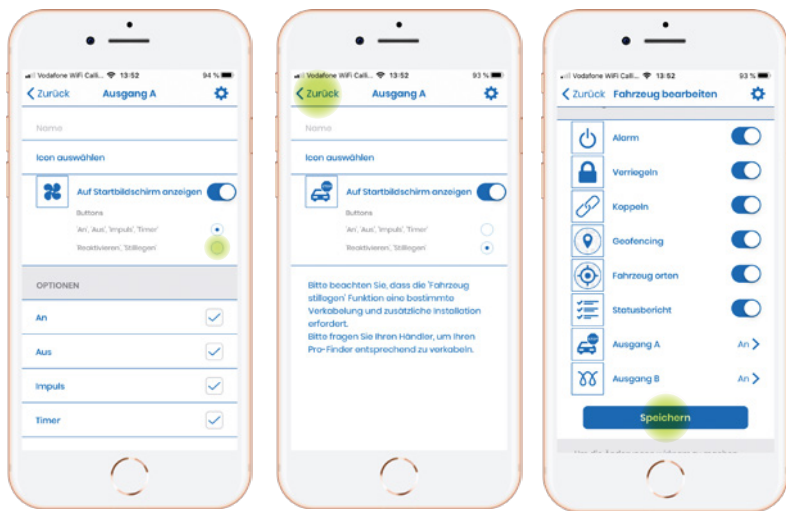 Vodafone WiFi Calli... 13:52 94 %
Zurück Ausgang A
Name
Icon auswählen
Auf Startbildschirm anzeigen
Buttons
'An', 'Aus', 'Impuls', 'Timer'
'Reaktivieren', 'Stilllegen'
OPTIONEN
An
Aus
Impuls
Timer
Vodafone WiFi Calli... 13:52 93 %
Zurück Ausgang A
Name
Icon auswählen
Auf Startbildschirm anzeigen
Buttons
'An', 'Aus', 'Impuls', 'Timer'
'Reaktivieren', 'Stilllegen'
Bitte beachten Sie, dass die 'Fahrzeug
stillegen' Funktion eine bestimmte
Verkabelung und zusätzliche Installation
erfordert.
Bitte fragen Sie Ihren Händler, um Ihren
Pro-Finder entsprechend zu verkabeln.
Vodafone WiFi Calli... 13:52 93 %
Zurück Fahrzeug bearbeiten
Alarm
Verriegeln
Koppeln
Geofencing
Fahrzeug orten
Statusbericht
Ausgang A An
Ausgang B An
Speichern